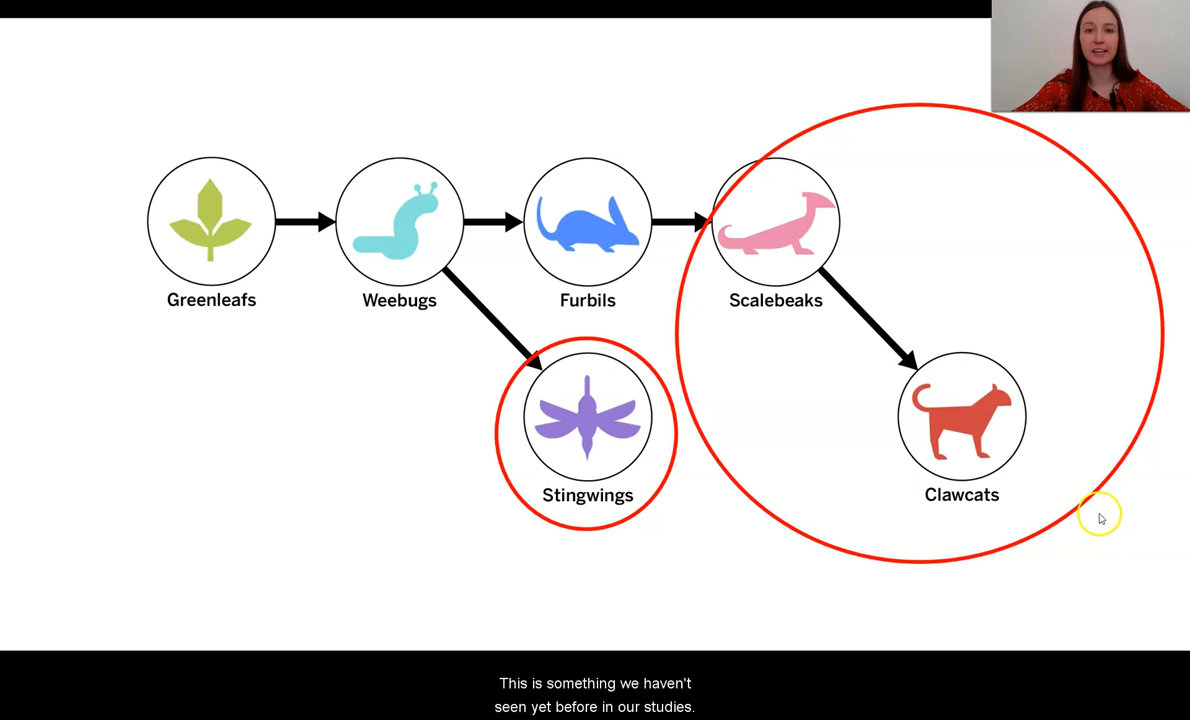 Greenleafs
Weebugs
Furbils
Scalebeaks
Stingwings
Clawcats
This is something we haven't
seen yet before in our studies.